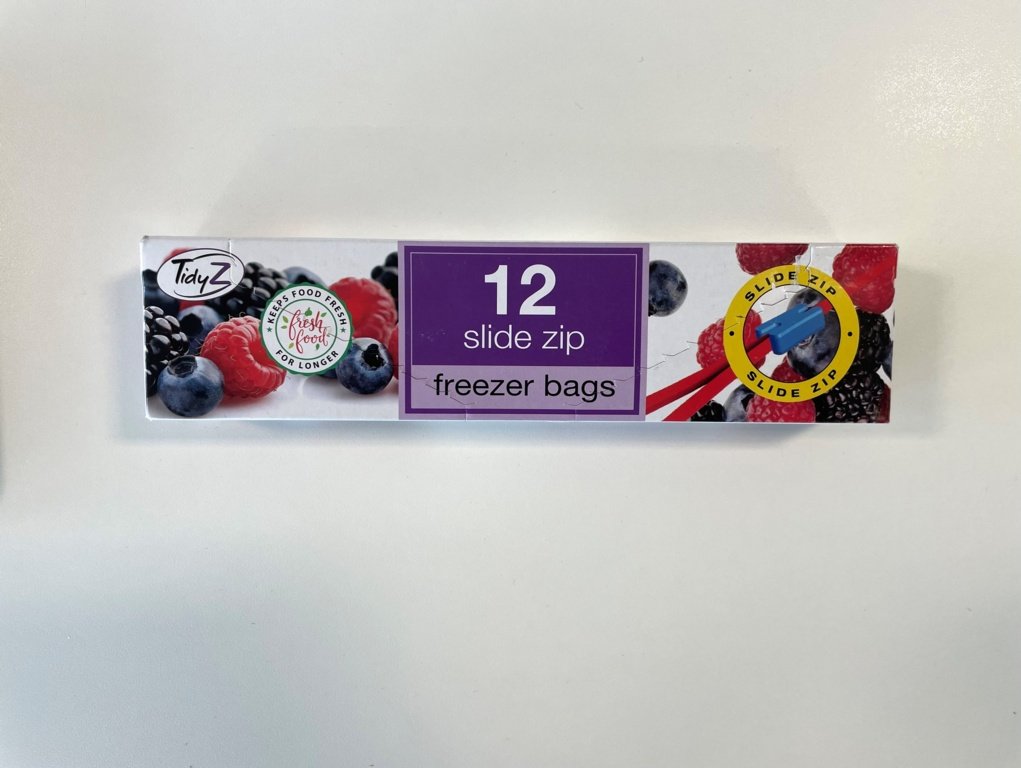 TidyZ
KEEPS FOOD FRESH
fresh
food
FOR LONGER
12
slide zip
freezer bags
SLIDE ZIP
SLIDE ZIP